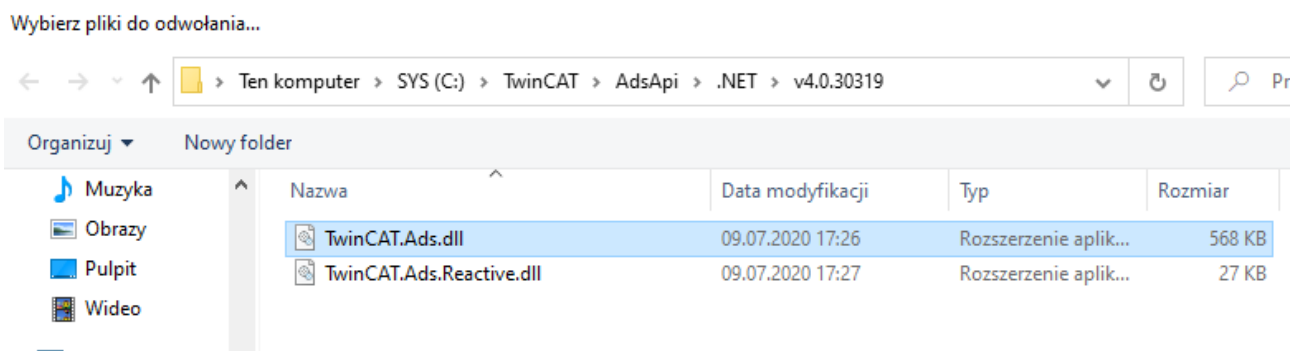 Wybierz pliki do odwołania...
Ten komputer > SYS (C:) > TwinCAT > AdsApi > .NET > v4.0.30319
Organizuj Nowy folder
Muzyka
Obrazy
Pulpit
Wideo
Nazwa Data modyfikacji Typ Rozmiar
TwinCAT.Ads.dll 09.07.2020 17:26 Rozszerzenie aplik... 568 KB
TwinCAT.Ads.Reactive.dll 09.07.2020 17:27 Rozszerzenie aplik... 27 KB